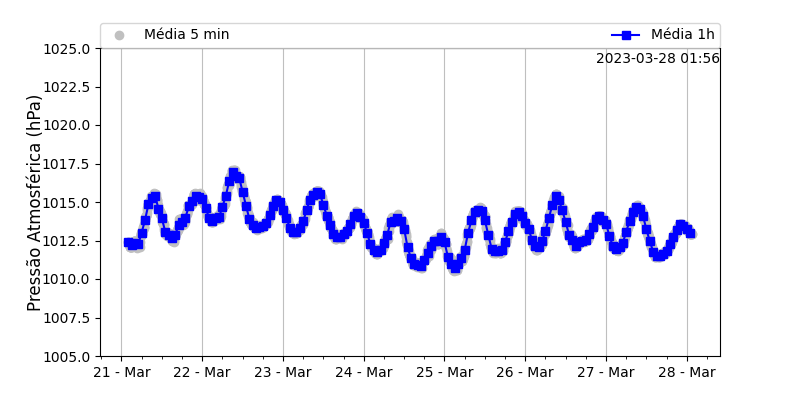 Média 5 min
Média 1h
2023-03-28 01:56
Pressão Atmosférica (hPa)
1025.0
1022.5
1020.0
1017.5
1015.0
1012.5
1010.0
1007.5
1005.0
21 - Mar
22 - Mar
23 - Mar
24 - Mar
25 - Mar
26 - Mar
27 - Mar
28 - Mar